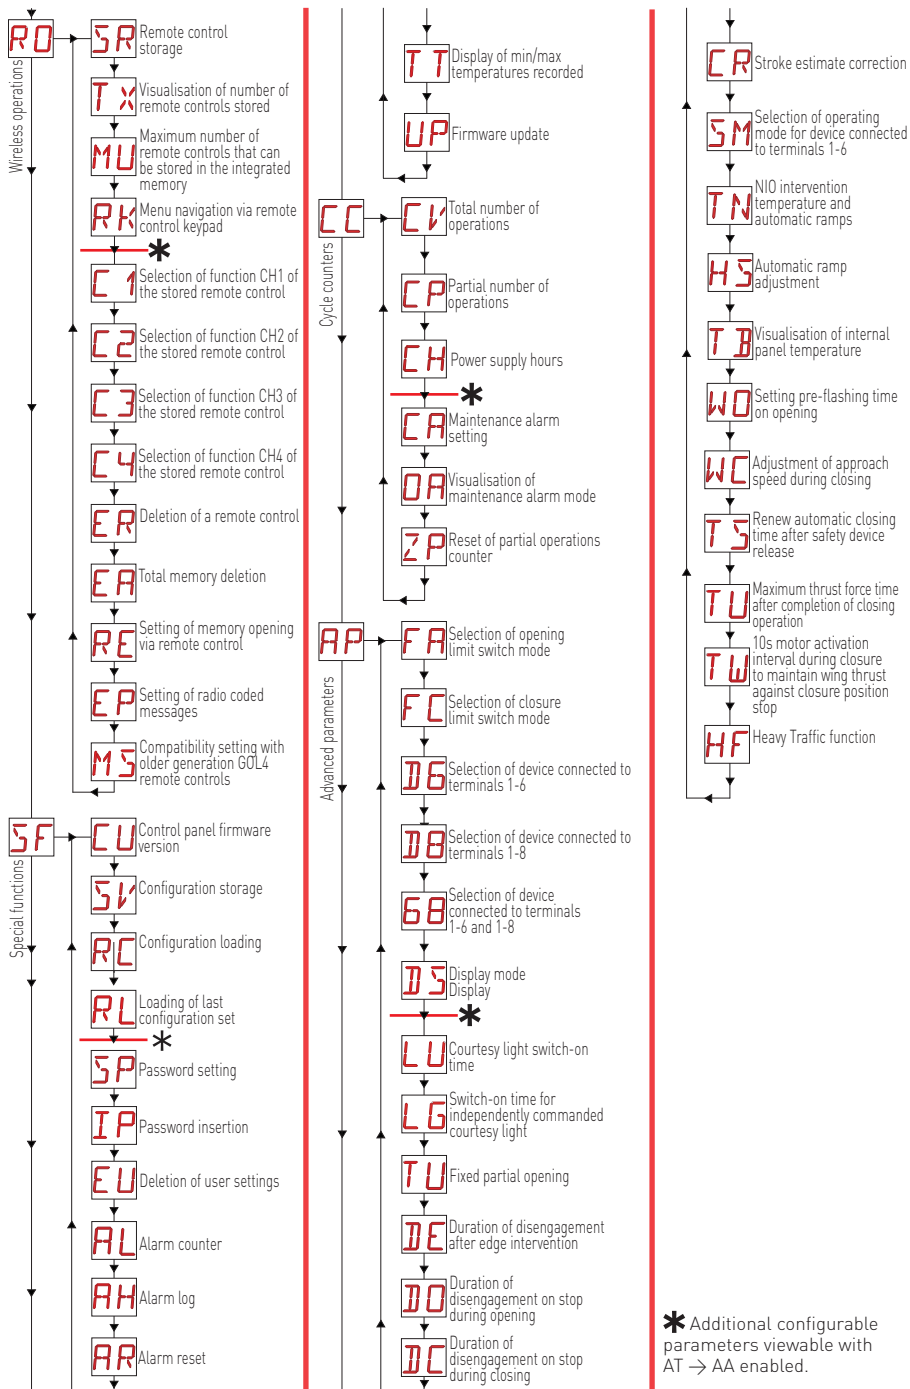 RO
Wireless operations
SR
Remote control
storage
TX
Visualisation of number of
remote controls stored
MU
Maximum number of
remote controls that can
be stored in the integrated
memory
RK
Menu navigation via remote
control keypad
*
C1
Selection of function CH1 of
the stored remote control
C2
Selection of function CH2 of
the stored remote control
C3
Selection of function CH3 of
the stored remote control
C4
Selection of function CH4 of
the stored remote control
ER
Deletion of a remote control
EA
Total memory deletion
RE
Setting of memory opening
via remote control
EP
Setting of radio coded
messages
MS
Compatibility setting with
older generation GOL4
remote controls
SF
Special functions
CU
Control panel firmware
version
SV
Configuration storage
RC
Configuration loading
RL
Loading of last
configuration set
*
SP
Password setting
IP
Password insertion
EU
Deletion of user settings
AL
Alarm counter
AH
Alarm log
AR
Alarm reset
TT
Display of min/max
temperatures recorded
UP
Firmware update
CC
Cycle counters
CV
Total number of
operations
CP
Partial number of
operations
CH
Power supply hours
*
CA
Maintenance alarm
setting
OA
Visualisation of
maintenance alarm mode
ZP
Reset of partial operations
counter
AP
Advanced parameters
FA
Selection of opening
limit switch mode
FC
Selection of closure
limit switch mode
D6
Selection of device connected to
terminals 1-6
D8
Selection of device connected to
terminals 1-8
68
Selection of device
connected to terminals
1-6 and 1-8
DS
Display mode
Display
*
LU
Courtesy light switch-on
time
LG
Switch-on time for
independently commanded
courtesy light
TU
Fixed partial opening
DE
Duration of disengagement
after edge intervention
DO
Duration of
disengagement on stop
during opening
DC
Duration of
disengagement on stop
during closing
CR
Stroke estimate correction
SM
Selection of operating
mode for device connected
to terminals 1-6
TN
NIO intervention
temperature and
automatic ramps
HS
Automatic ramp
adjustment
TB
Visualisation of internal
panel temperature
WO
Setting pre-flashing time
on opening
WC
Adjustment of approach
speed during closing
TS
Renew automatic closing
time after safety device
release
TU
Maximum thrust force time
after completion of closing
operation
TW
10s motor activation
interval during closure
to maintain wing thrust
against closure position
stop
HF
Heavy Traffic function
* Additional configurable
parameters viewable with
AT → AA enabled.